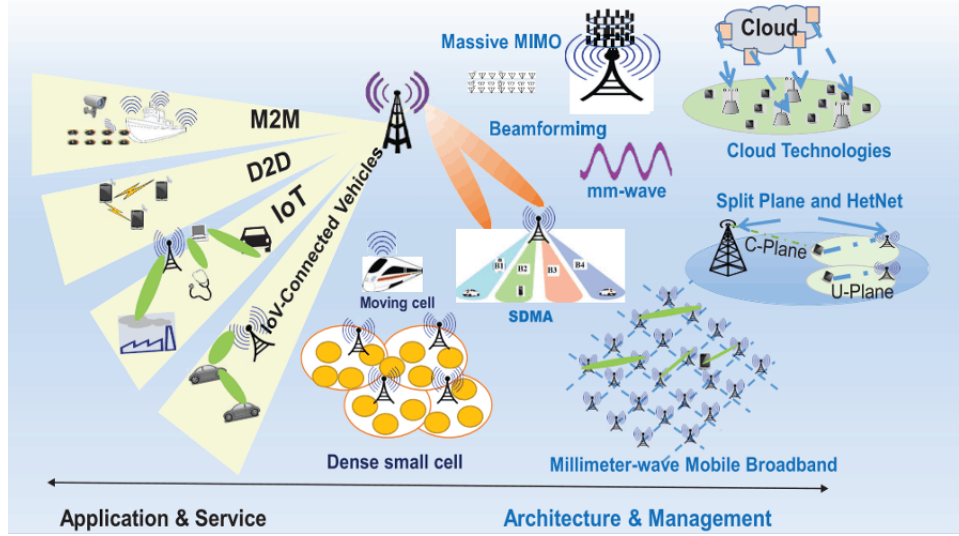 Massive MIMO
Cloud
M2M
Beamformimg
Cloud Technologies
D2D
mm-wave
IoT
Split Plane and HetNet
C-Plane
IoV-Connected Vehicles
B1
B2
B3
B4
Moving cell
U-Plane
SDMA
Dense small cell
Millimeter-wave Mobile Broadband
Application & Service
Architecture & Management